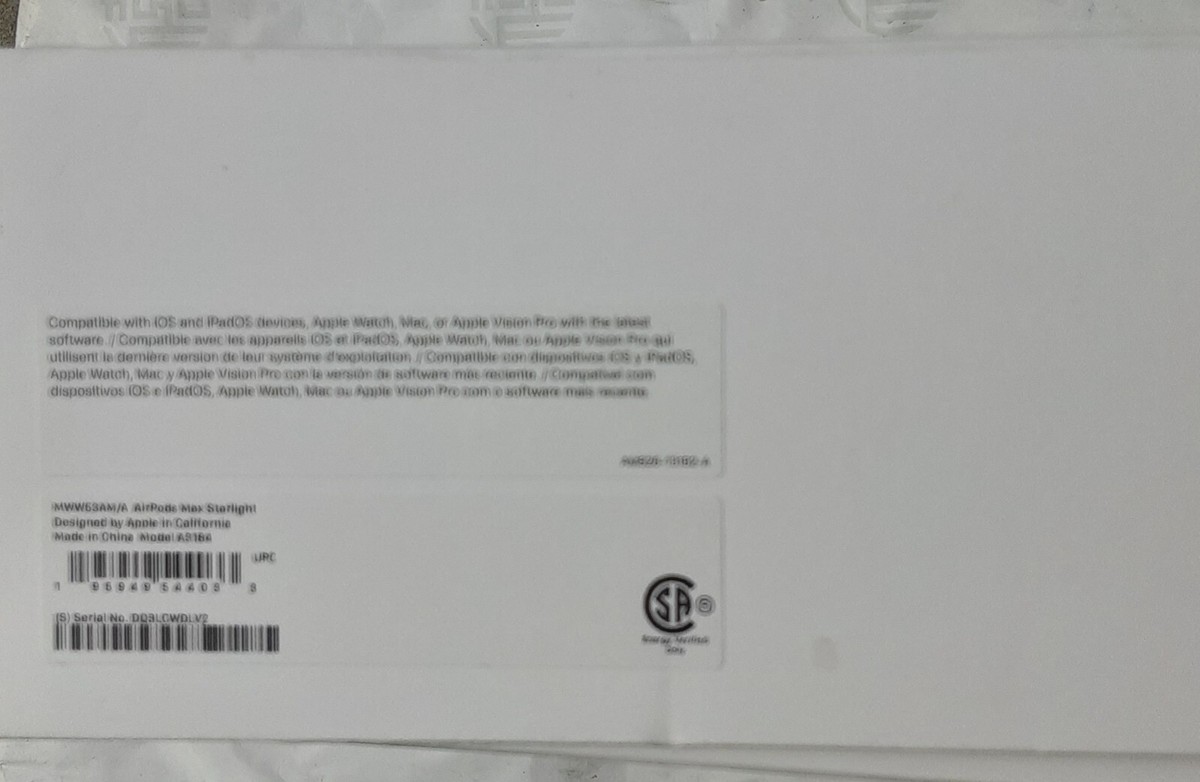 Compatible with iOS and iPadOS devices, Apple Watch, Mac, or Apple Vision Pro with the latest
software. / Compatible avec les appareils iOS et iPadOS, Apple Watch, Mac ou Apple Vision Pro qui
utilisent la dernière version de leur système d'exploitation. / Compatible con dispositivos iOS y iPadOS,
Apple Watch, Mac y Apple Vision Pro con la versión de software más reciente. / Compatível com
dispositivos iOS e iPadOS, Apple Watch, Mac ou Apple Vision Pro com o software mais recente.
MWW53AM/A AirPods Max Starlight
Designed by Apple in California
Made in China Model
UPC
(S) Serial No.
SA
Energy Verified